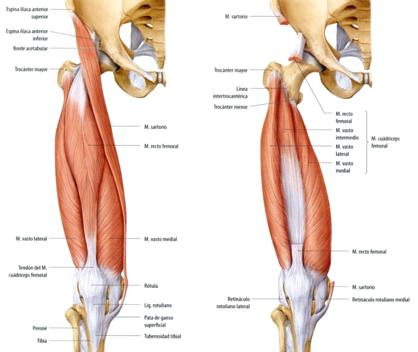 Espina ilíaca anterior
superior
Espina ilíaca anterior
inferior
Borde acetabular
Trocánter mayor
M. sartorio
M. recto femoral
M. vasto lateral
M. vasto medial
Tendón del M.
cuádriceps femoral
Rótula
Lig. rotuliano
Pata de ganso
superficial
Peroné
Tuberosidad tibial
Tibia
M. sartorio
Trocánter mayor
Línea
intertrocantérica
Trocánter menor
M. recto
femoral
M. vasto
intermedio
M. vasto
lateral
M. vasto
medial
M. cuádriceps
femoral
M. recto femoral
M. sartorio
Retináculo
rotuliano lateral
Retináculo rotuliano medial